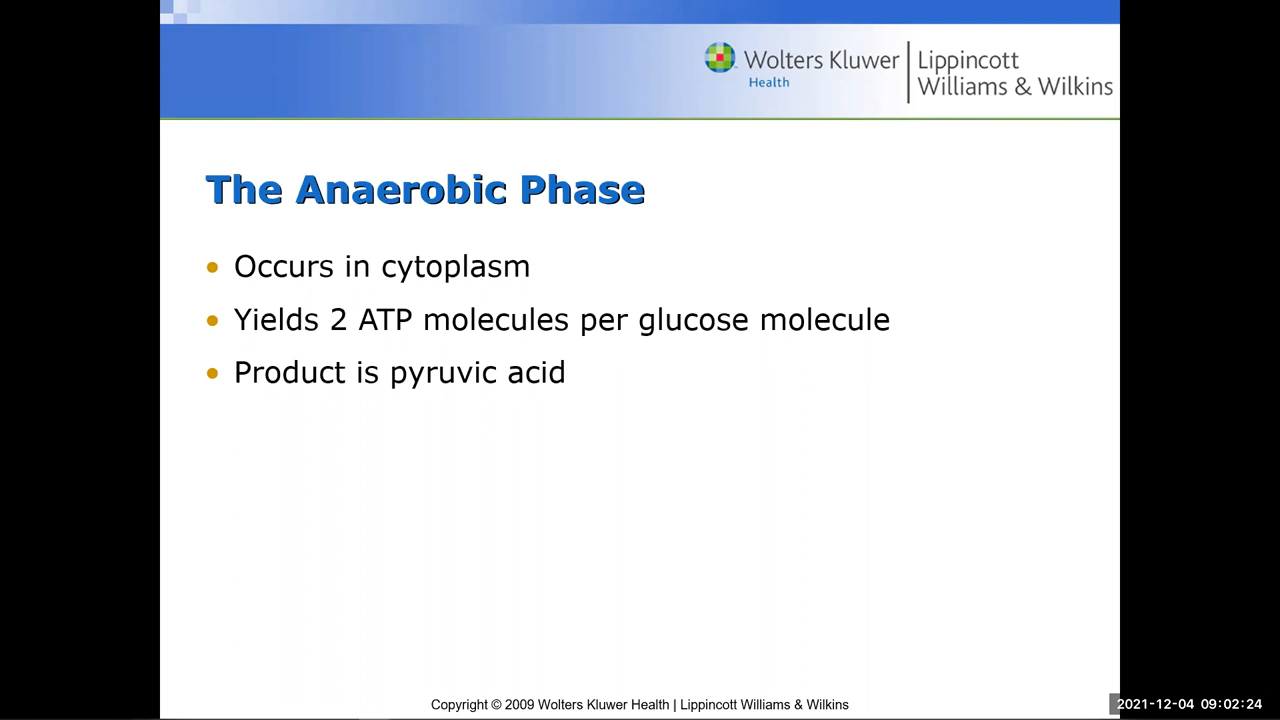 Wolters Kluwer
Health
Lippincott
Williams & Wilkins
The Anaerobic Phase
• Occurs in cytoplasm
• Yields 2 ATP molecules per glucose molecule
• Product is pyruvic acid
Copyright © 2009 Wolters Kluwer Health | Lippincott Williams & Wilkins
2021-12-04 09:02:24